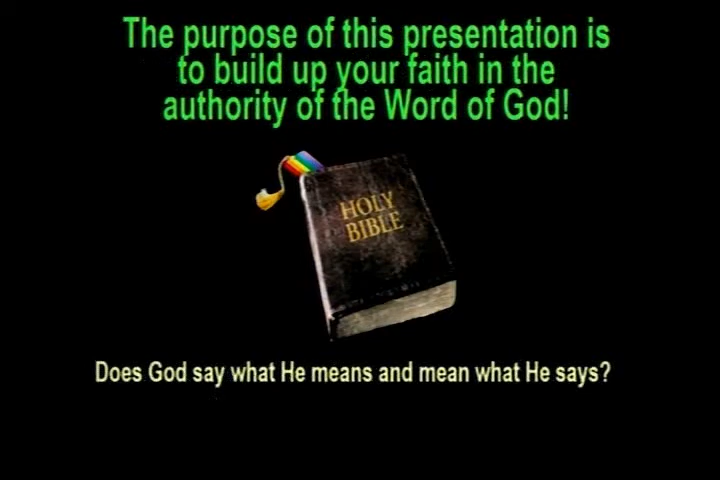 The purpose of this presentation is
to build up your faith in the
authority of the Word of God!
HOLY
BIBLE
Does God say what He means and mean what He says?